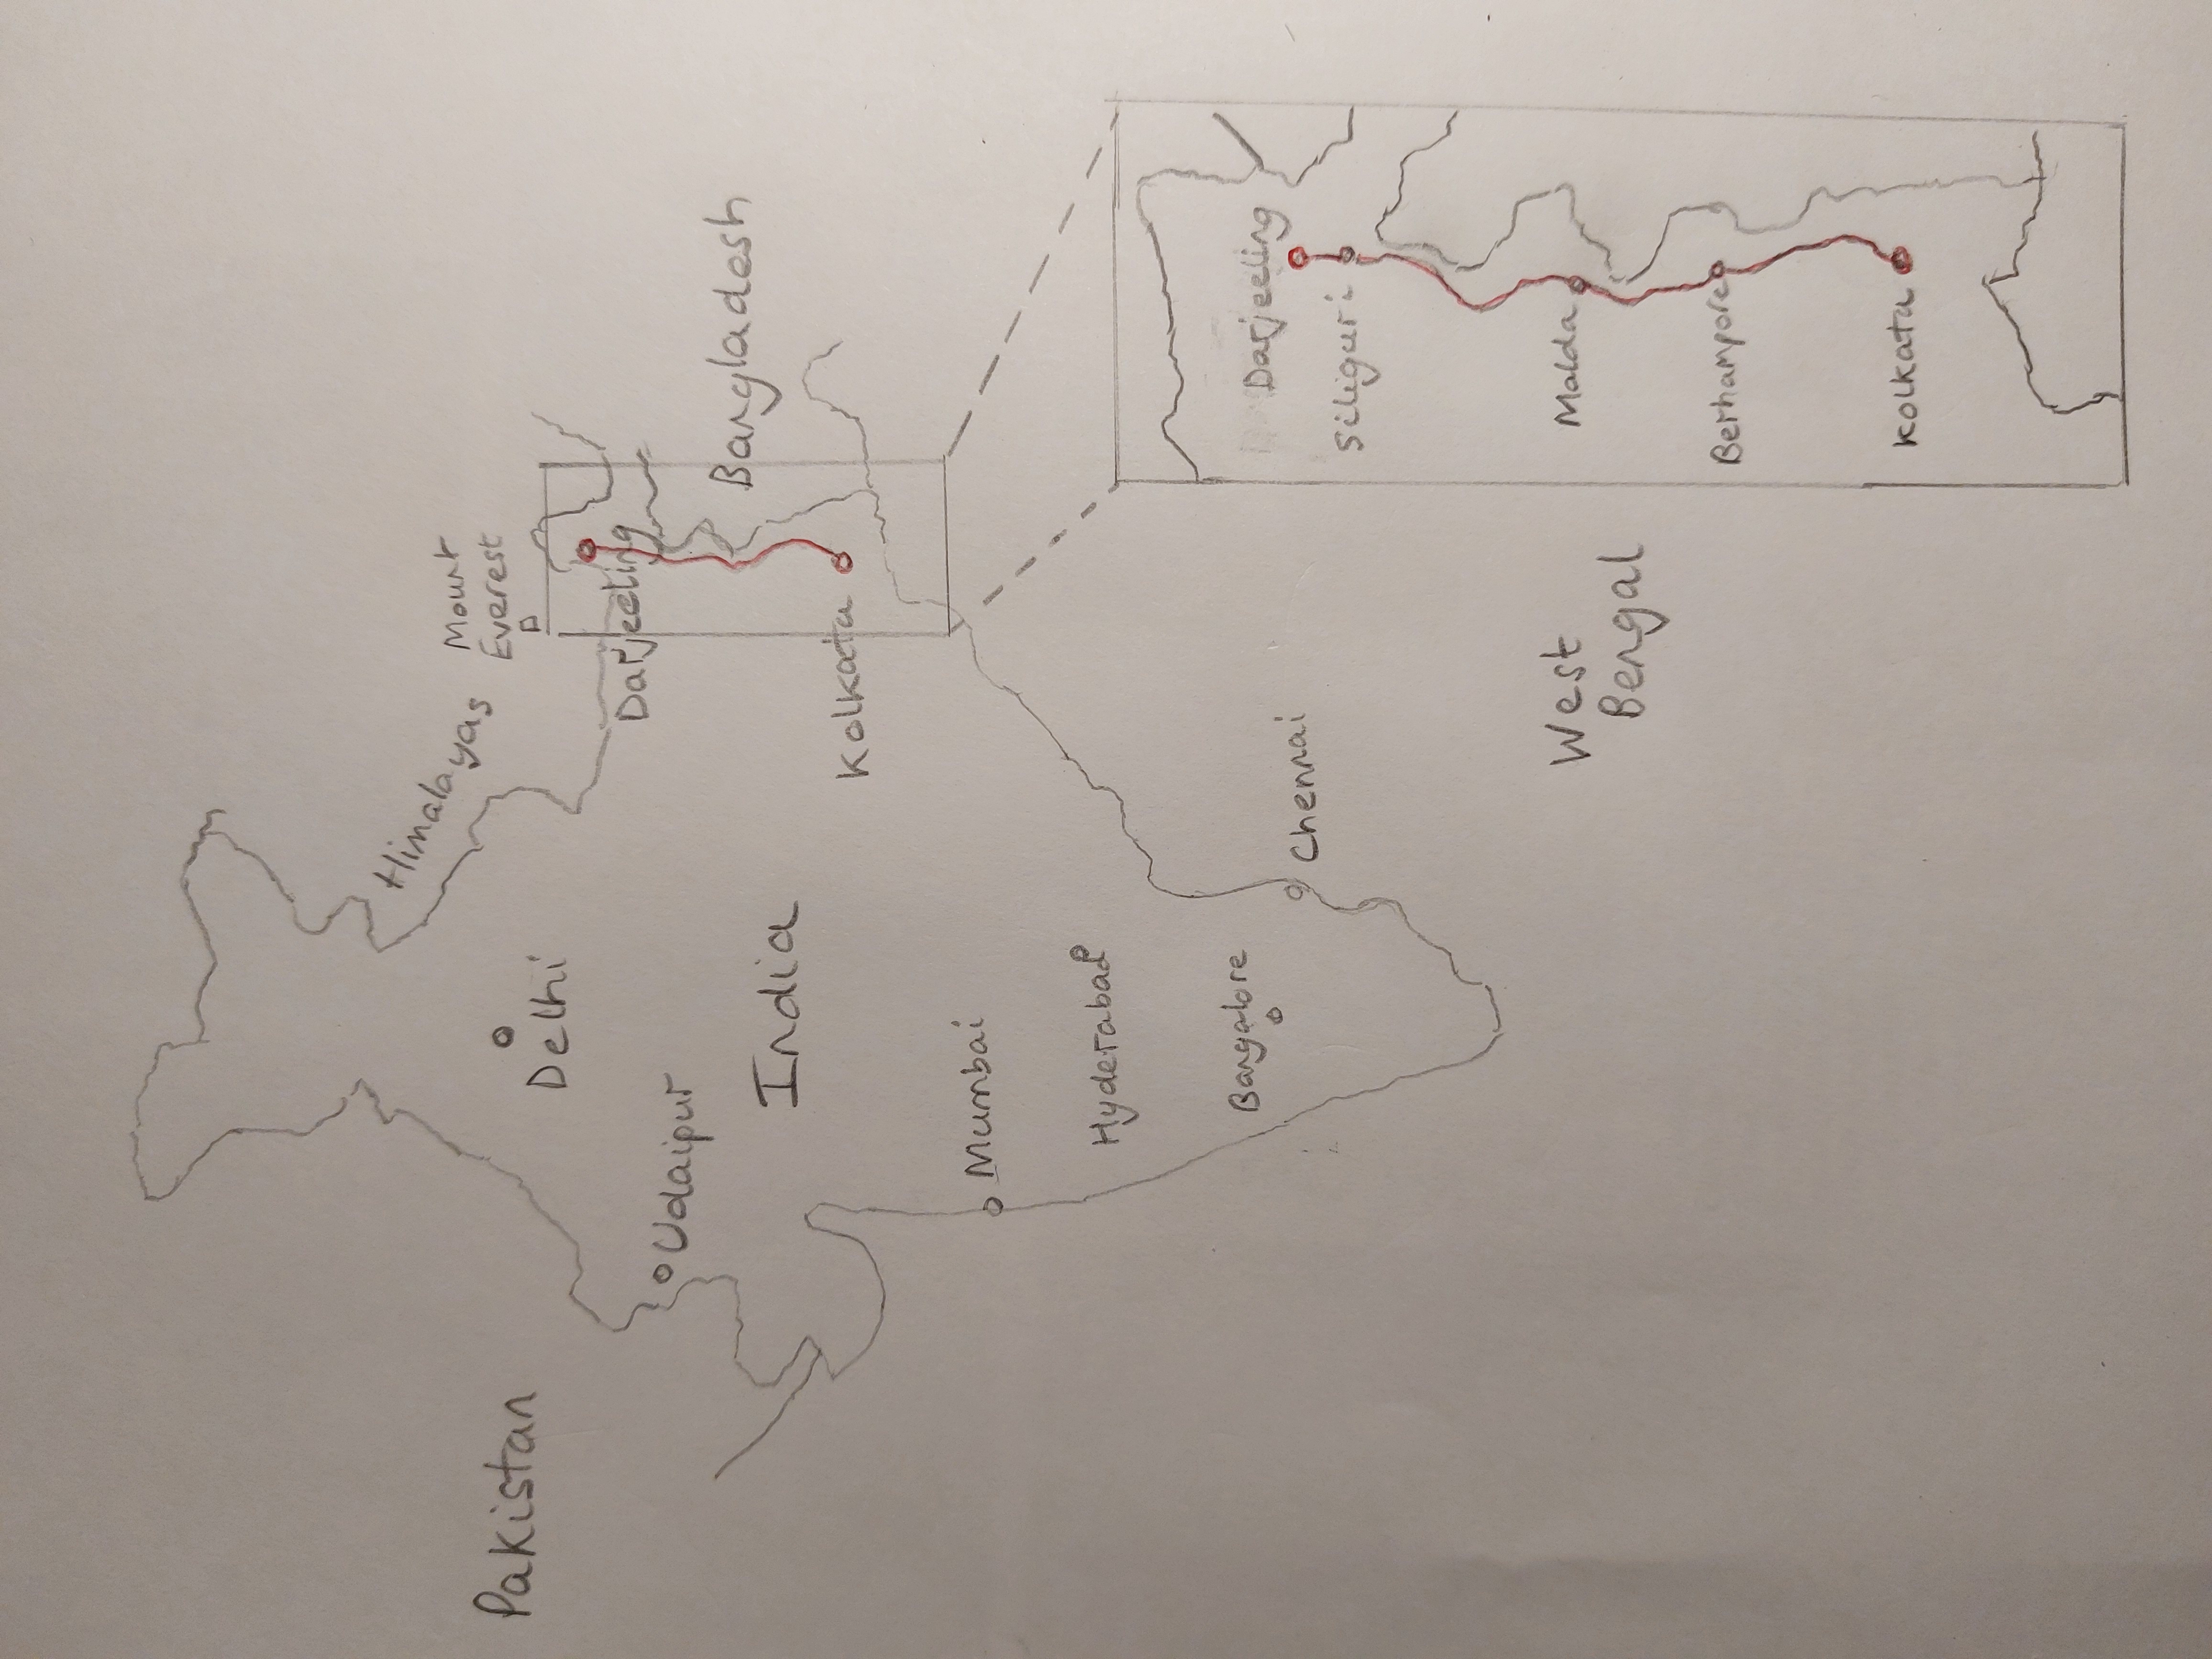 Himalayas
Mount
Everest
Pakistan
Delhi
Darjeeling
Udaipur
Bangladesh
India
Kolkata
Mumbai
Hyderabad
Bangalore
Chennai
Darjeeling
Siliguri
West
Bengal
Malda
Berhampore
Kolkata